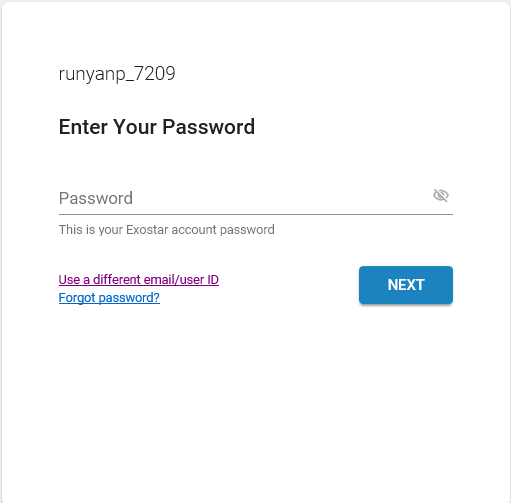 runyanp_7209
Enter Your Password
Password
This is your Exostar account password
Use a different email/user ID
Forgot password?
NEXT